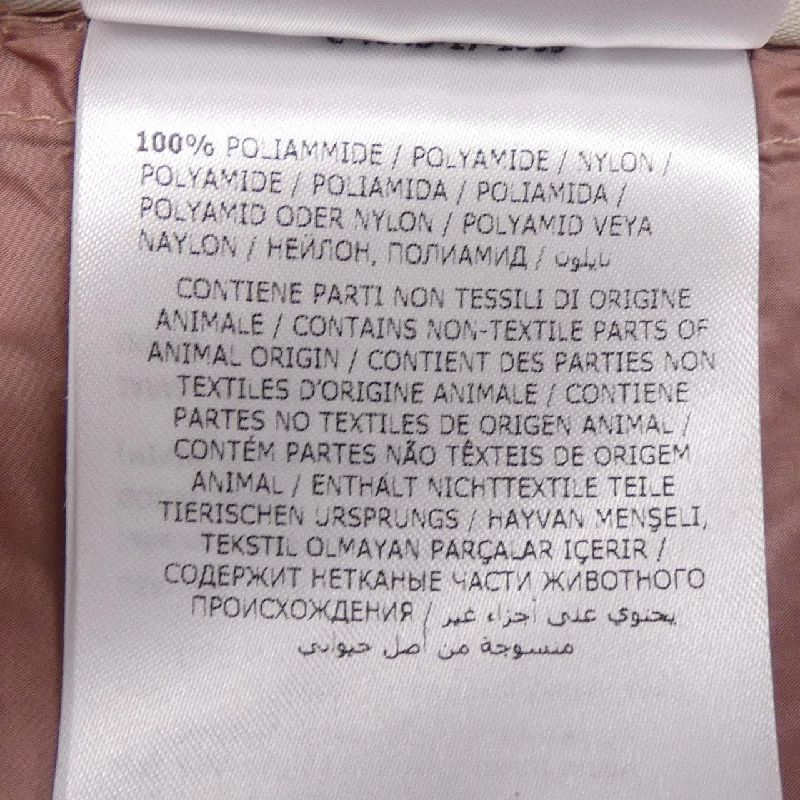 100% POLIAMMIDE / POLYAMIDE / NYLON /
POLYAMIDE / POLIAMIDA / POLIAMIDA /
POLYAMID ODER NYLON / POLYAMID VEYA
NAYLON / НЕЙЛОН, ПОЛИАМИД / نايلون
CONTIENE PARTI NON TESSILI DI ORIGINE
ANIMALE / CONTAINS NON-TEXTILE PARTS OF
ANIMAL ORIGIN / CONTIENT DES PARTIES NON
TEXTILES D'ORIGINE ANIMALE / CONTIENE
PARTES NO TEXTILES DE ORIGEN ANIMAL /
CONTÉM PARTES NÃO TÊXTEIS DE ORIGEM
ANIMAL / ENTHÄLT NICHTTEXTILE TEILE
TIERISCHEN URSPRUNGS / HAYVAN MENŞELİ,
TEKSTIL OLMAYAN PARÇALAR IÇERIR /
СОДЕРЖИТ НЕТКАНЫЕ ЧАСТИ ЖИВОТНОГО
ПРОИСХОЖДЕНИЯ / يحتوي على أجزاء غير
منسوجة من أصل حيواني